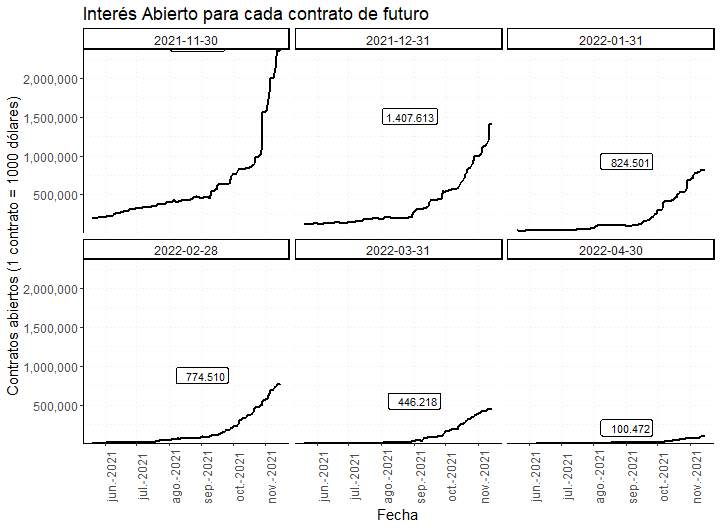 Interés Abierto para cada contrato de futuro
2021-11-30
2021-12-31
2022-01-31
Contratos abiertos (1 contrato = 1000 dólares)
2,000,000
1,500,000
1,000,000
500,000
1.407.613
824.501
2022-02-28
2022-03-31
2022-04-30
2,000,000
1,500,000
1,000,000
500,000
774.510
446.218
100.472
jun.-2021
jul.-2021
ago.-2021
sep.-2021
oct.-2021
nov.-2021
jun.-2021
jul.-2021
ago.-2021
sep.-2021
oct.-2021
nov.-2021
jun.-2021
jul.-2021
ago.-2021
sep.-2021
oct.-2021
nov.-2021
Fecha